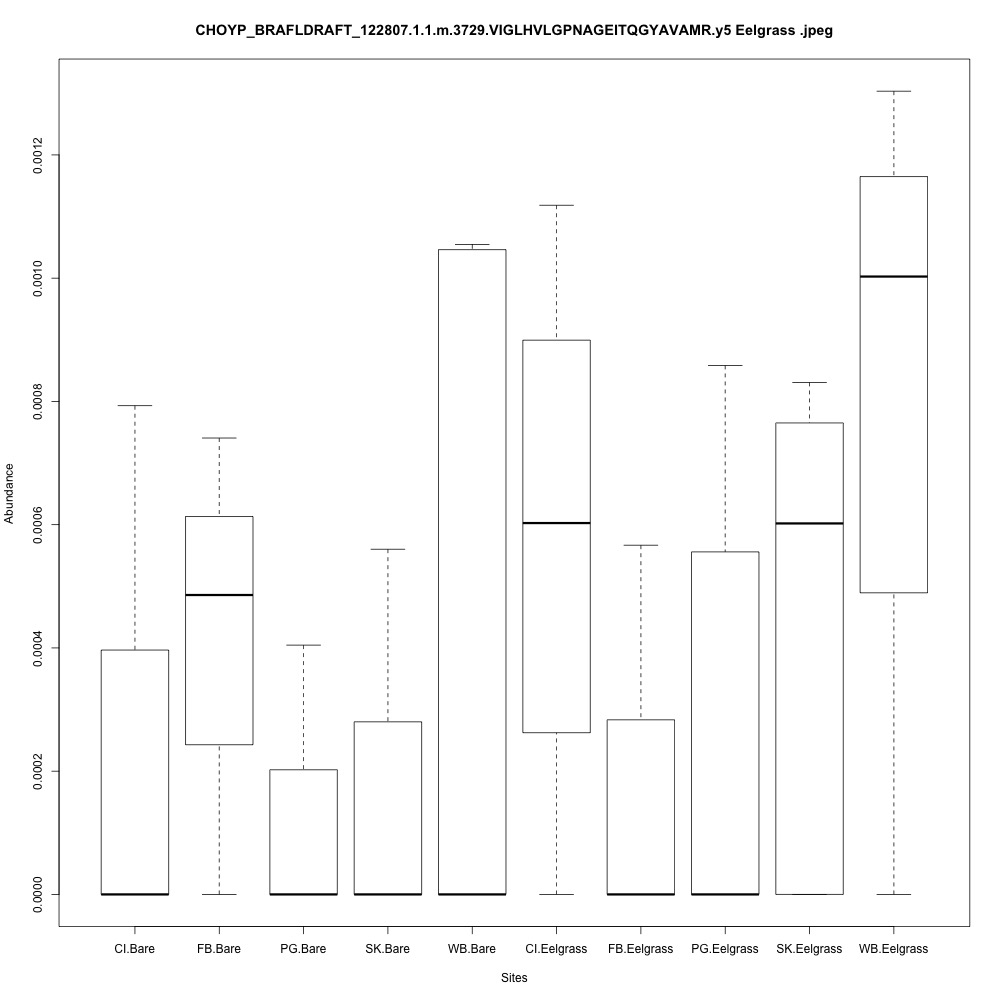 CHOYP_BRAFLDRAFT_122807.1.1.m.3729.VIGLHVLGPNAGEITQGYAVAMR.y5 Eelgrass .jpeg
Abundance
0.0012
0.0010
0.0008
0.0006
0.0004
0.0002
0.0000
CI.Bare FB.Bare PG.Bare SK.Bare WB.Bare CI.Eelgrass FB.Eelgrass PG.Eelgrass SK.Eelgrass WB.Eelgrass
Sites